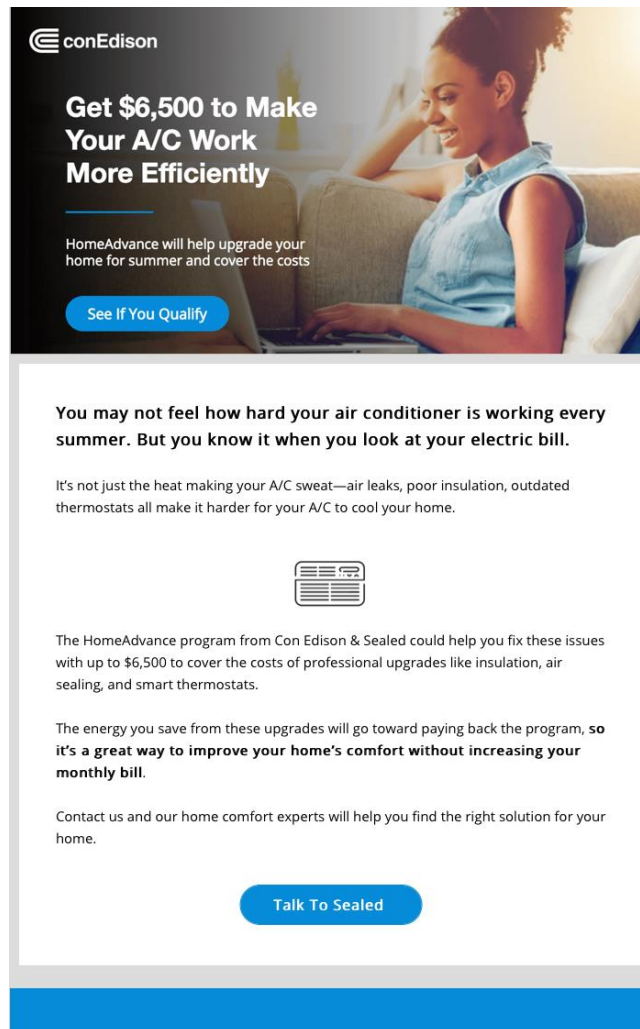 conEdison
Get $6,500 to Make
Your A/C Work
More Efficiently
HomeAdvance will help upgrade your
home for summer and cover the costs
See If You Qualify
You may not feel how hard your air conditioner is working every
summer. But you know it when you look at your electric bill.
It’s not just the heat making your A/C sweat—air leaks, poor insulation, outdated
thermostats all make it harder for your A/C to cool your home.
The HomeAdvance program from Con Edison & Sealed could help you fix these issues
with up to $6,500 to cover the costs of professional upgrades like insulation, air
sealing, and smart thermostats.
The energy you save from these upgrades will go toward paying back the program, so
it’s a great way to improve your home’s comfort without increasing your
monthly bill.
Contact us and our home comfort experts will help you find the right solution for your
home.
Talk To Sealed